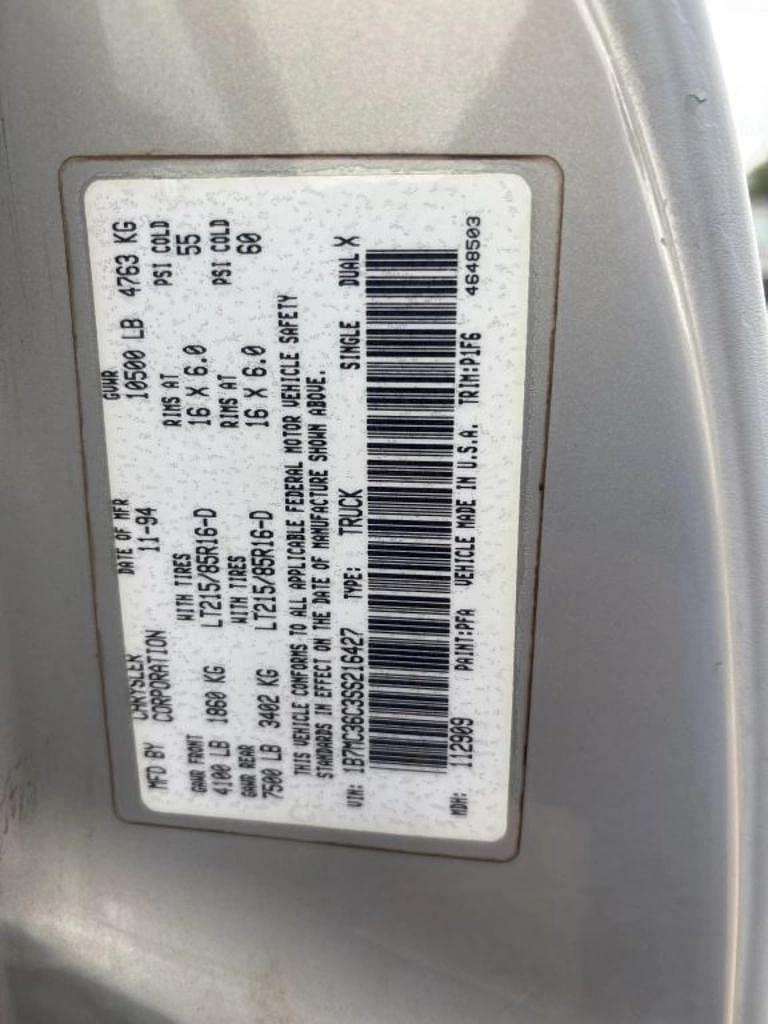 MFD BY CHRYSLER CORPORATION DATE OF MFR 11-94 GVWR 10500 LB 4763 KG
GAWR FRONT WITH TIRES RIMS AT PSI COLD
4100 LB 1860 KG LT215/85R16-D 16 X 6.0 55
GAWR REAR WITH TIRES RIMS AT PSI COLD
7500 LB 3402 KG LT215/85R16-D 16 X 6.0 60
THIS VEHICLE CONFORMS TO ALL APPLICABLE FEDERAL MOTOR VEHICLE SAFETY
STANDARDS IN EFFECT ON THE DATE OF MANUFACTURE SHOWN ABOVE.
VIN: 1B7MC36C3SS216427 TYPE: TRUCK SINGLE DUAL X
MDH: 112909 PAINT:PFA VEHICLE MADE IN U.S.A. TRIM:P1F6 4648503